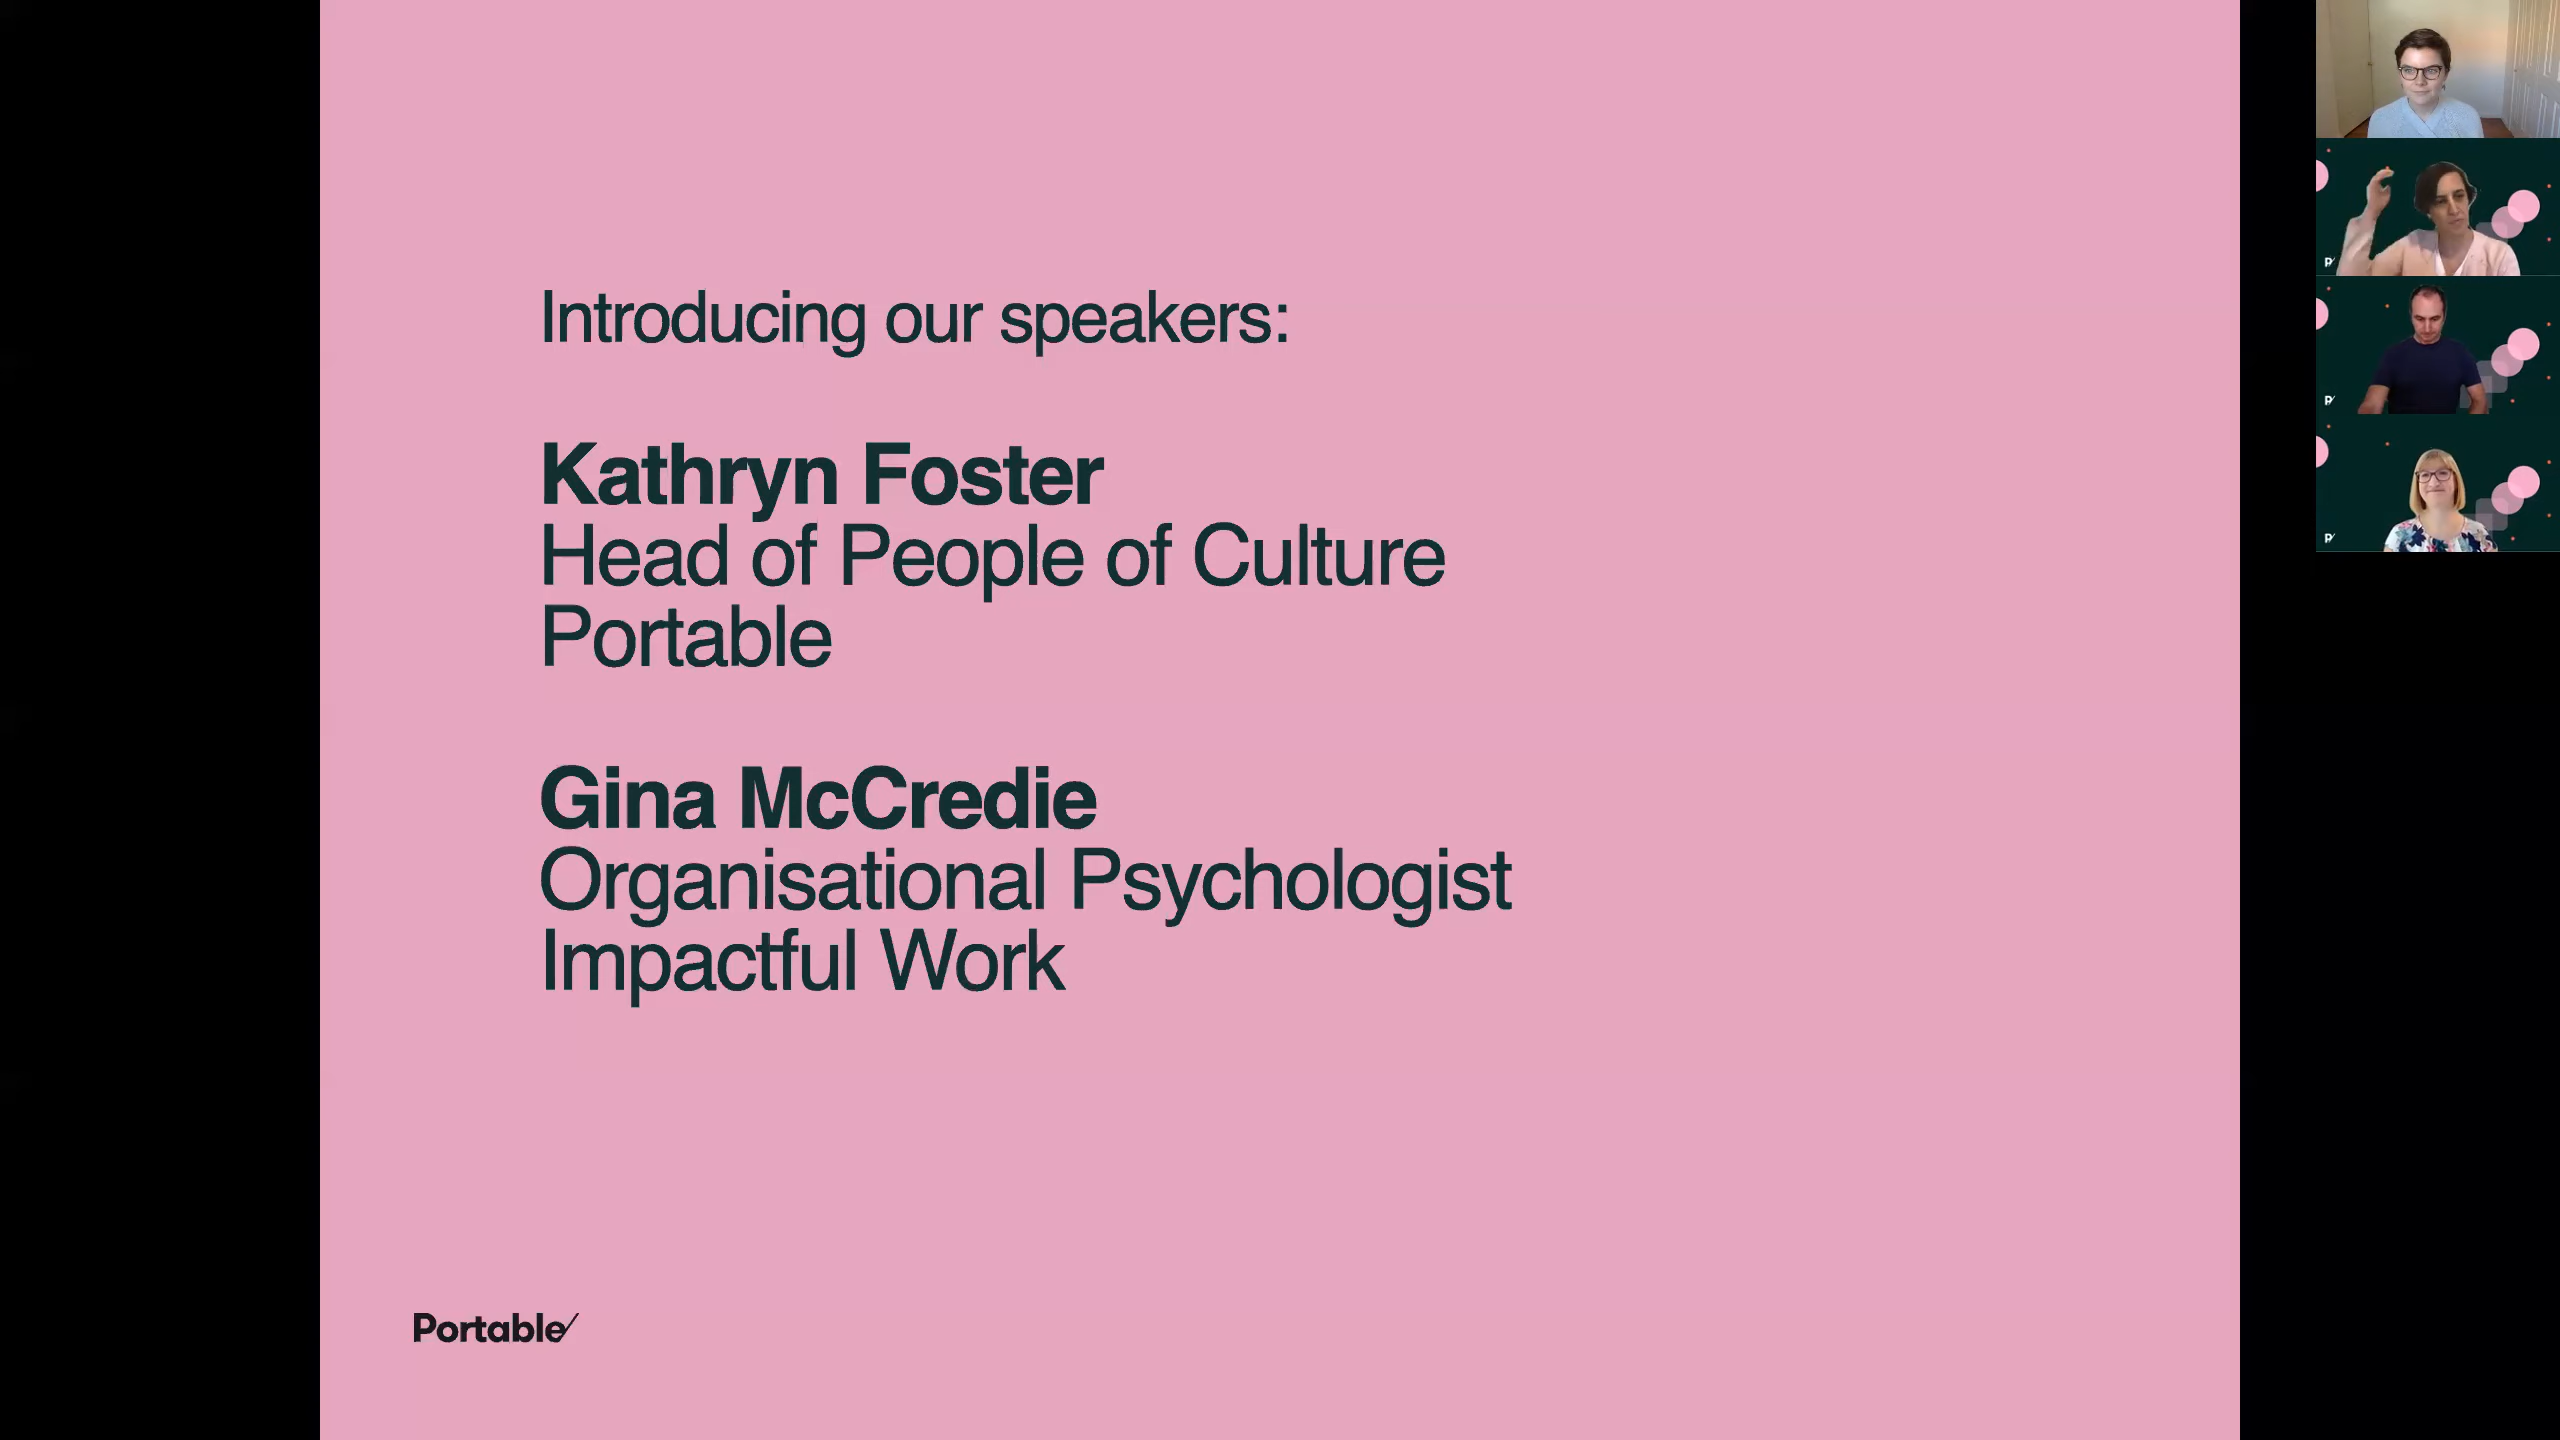 Introducing our speakers:
Kathryn Foster
Head of People of Culture
Portable
Gina McCredie
Organisational Psychologist
Impactful Work
Portable
P
P
P